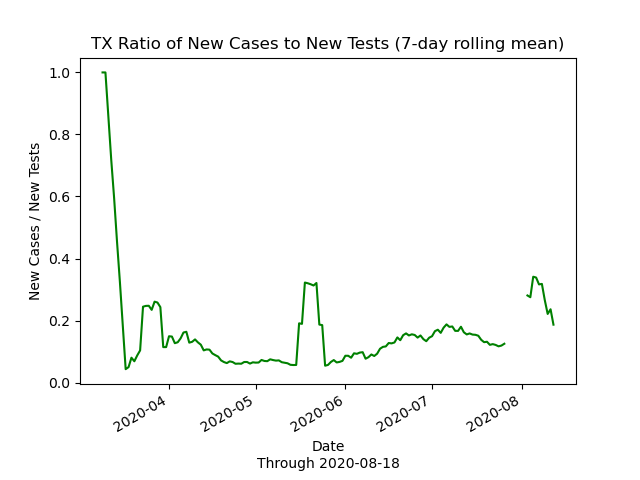 TX Ratio of New Cases to New Tests (7-day rolling mean)
New Cases / New Tests
1.0
0.8
0.6
0.4
0.2
0.0
2020-04
2020-05
2020-06
2020-07
2020-08
Date
Through 2020-08-18